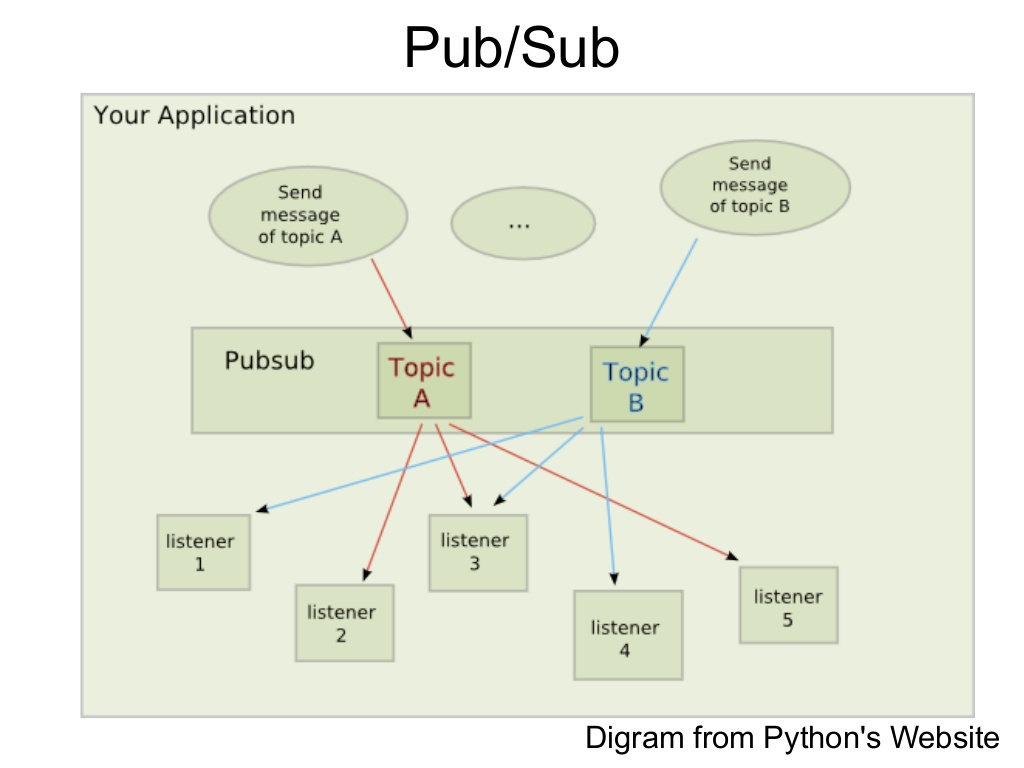 Pub/Sub
Your Application
Send
message
of topic A
...
Send
message
of topic B
Pubsub
Topic
A
Topic
B
listener
1
listener
2
listener
3
listener
4
listener
5
Digram from Python's Website